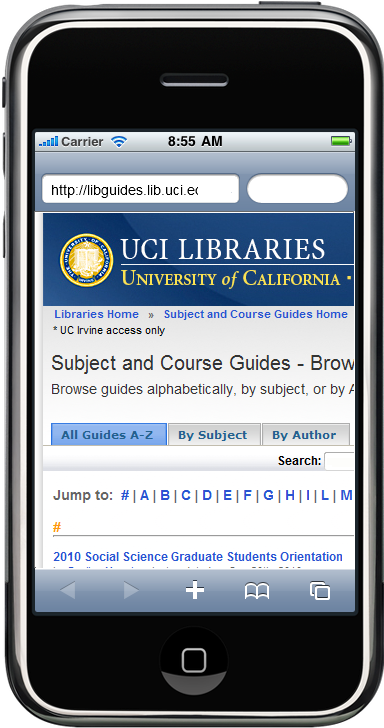 Carrier 8:55 AM
http://libguides.lib.uci.ec
UCI LIBRARIES
UNIVERSITY of CALIFORNIA ·
Libraries Home » Subject and Course Guides Home
* UC Irvine access only
Subject and Course Guides - Brow
Browse guides alphabetically, by subject, or by A
All Guides A-Z By Subject By Author
Search:
Jump to: # | A | B | C | D | E | F | G | H | I | L | M
#
2010 Social Science Graduate Students Orientation